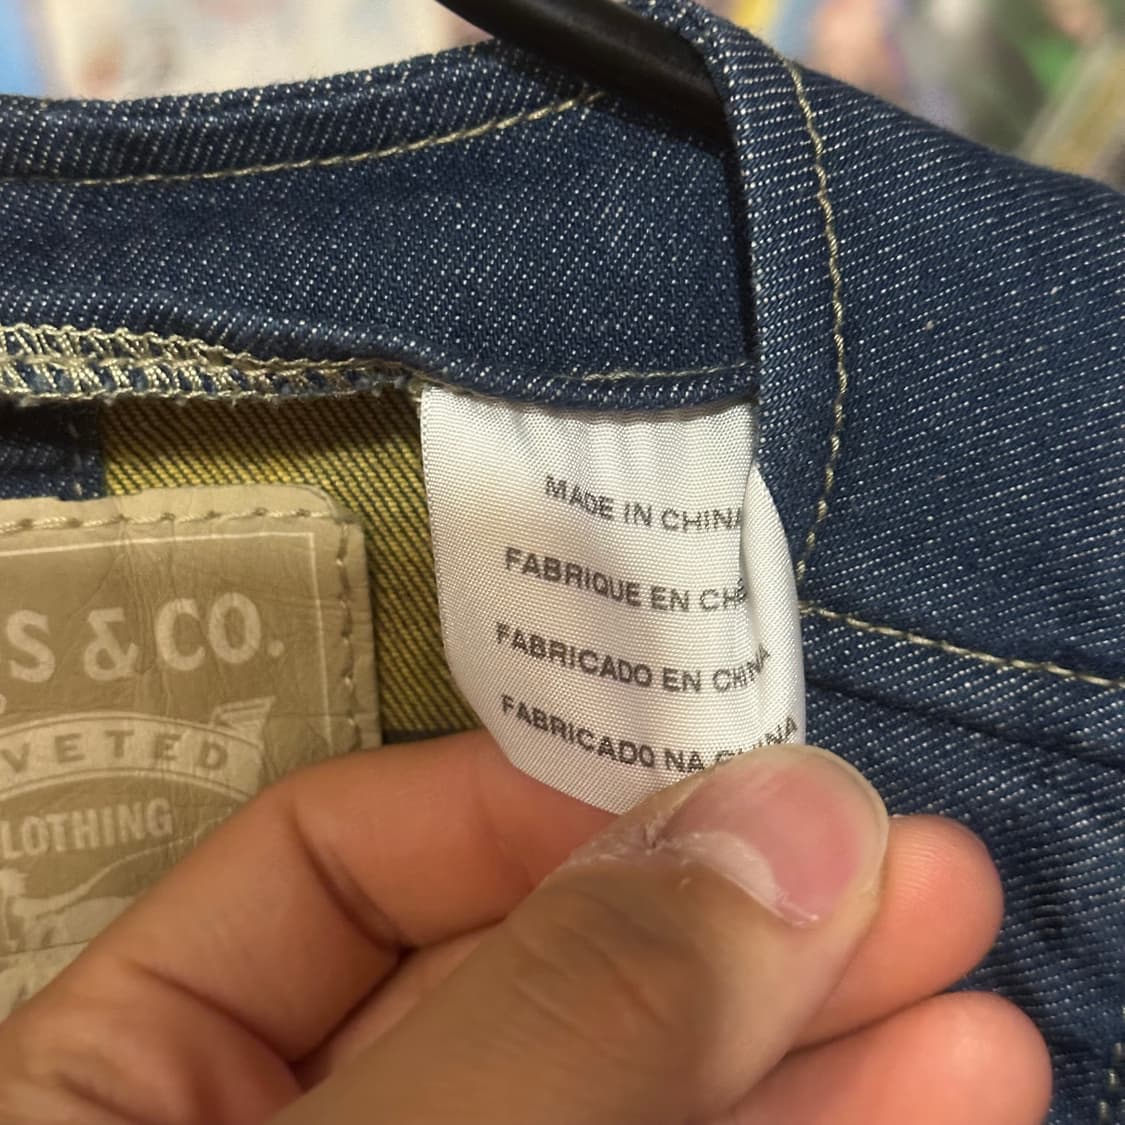 MADE IN CHINA
FABRIQUE EN
FABRICADO EN CHINA
FABRICADO NA CHINA
S & CO.
VETED
LOTHING